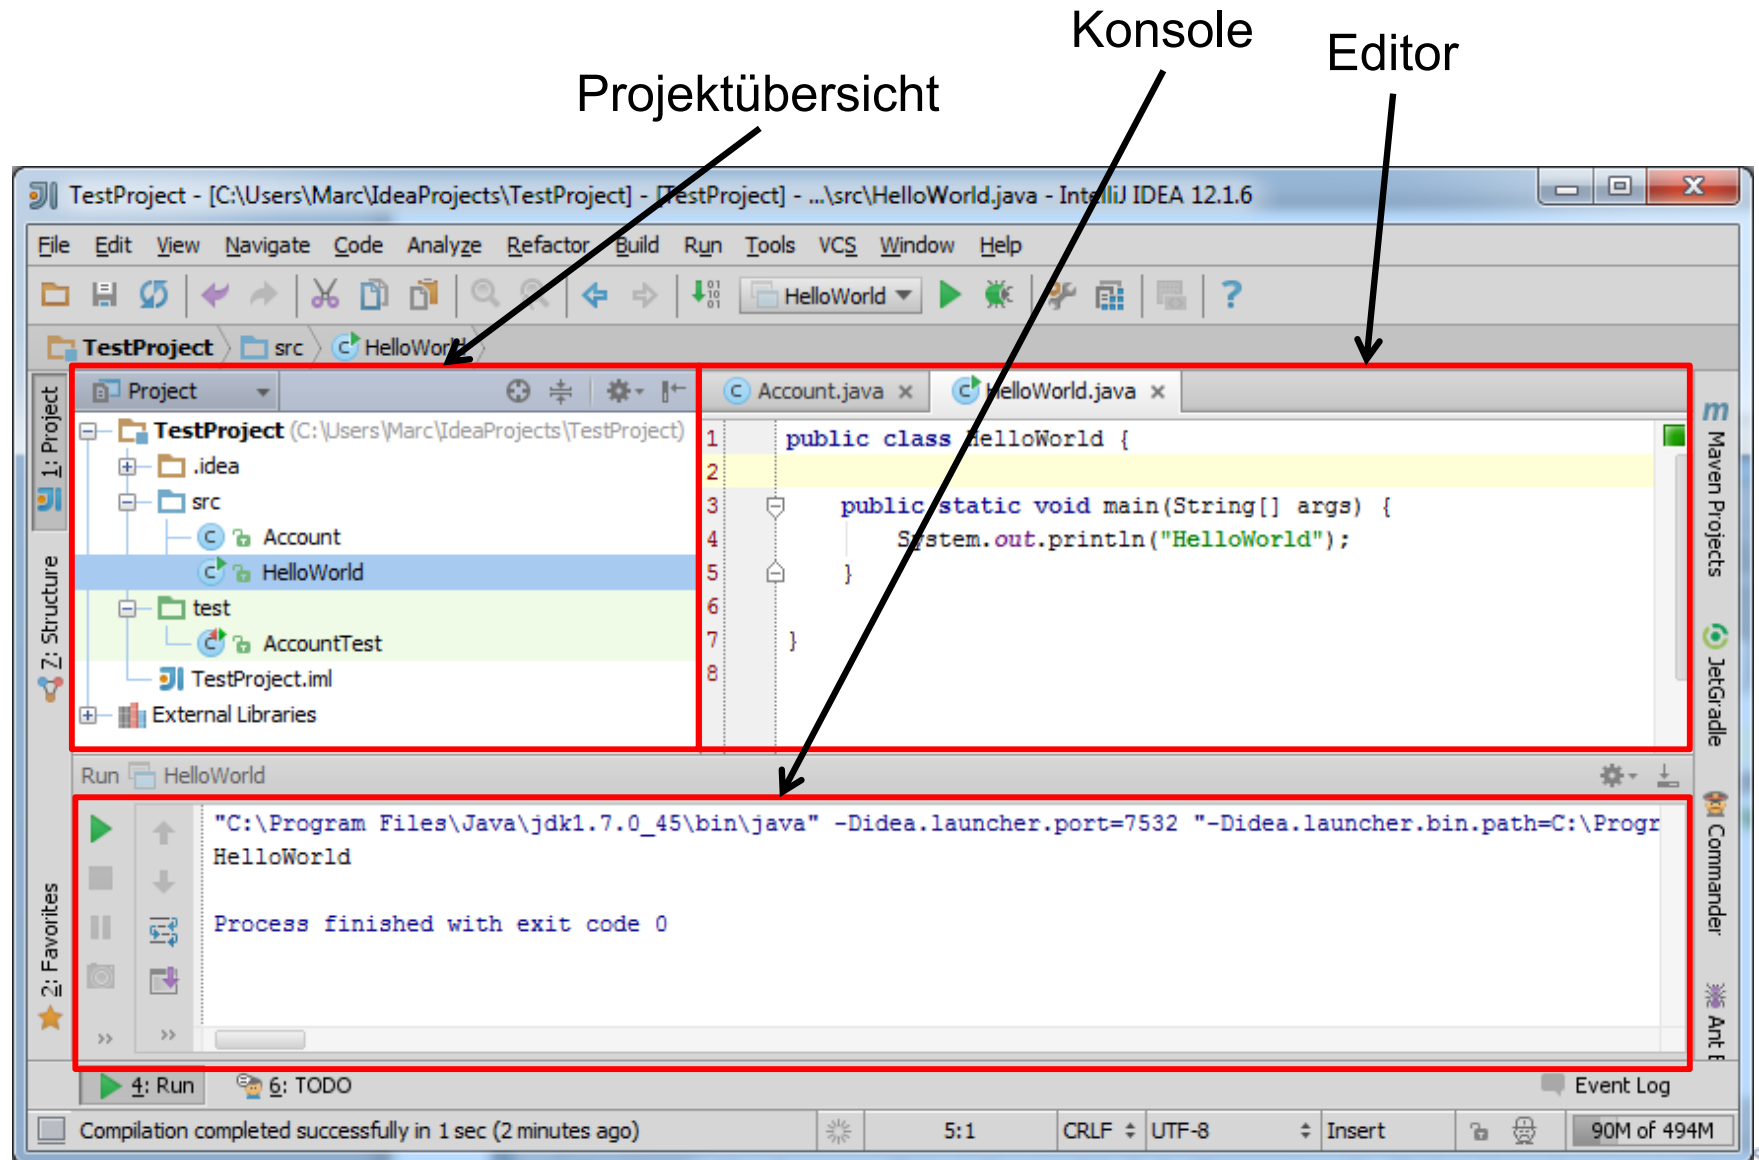 Konsole
Editor
Projektübersicht
TestProject - [C:\Users\Marc\IdeaProjects\TestProject] - [TestProject] - ...\src\HelloWorld.java - IntelliJ IDEA 12.1.6
File Edit View Navigate Code Analyze Refactor Build Run Tools VCS Window Help
HelloWorld
TestProject src HelloWorld
1: Project
7: Structure
2: Favorites
Project
TestProject (C:\Users\Marc\IdeaProjects\TestProject)
.idea
src
Account
HelloWorld
test
AccountTest
TestProject.iml
External Libraries
Account.java HelloWorld.java
1 public class HelloWorld {
2
3 public static void main(String[] args) {
4 System.out.println("HelloWorld");
5 }
6
7 }
8
Maven Projects
JetGradle
Commander
Ant
Run HelloWorld
"C:\Program Files\Java\jdk1.7.0_45\bin\java" -Didea.launcher.port=7532 "-Didea.launcher.bin.path=C:\Progr
HelloWorld
Process finished with exit code 0
4: Run 6: TODO Event Log
Compilation completed successfully in 1 sec (2 minutes ago) 5:1 CRLF UTF-8 Insert 90M of 494M